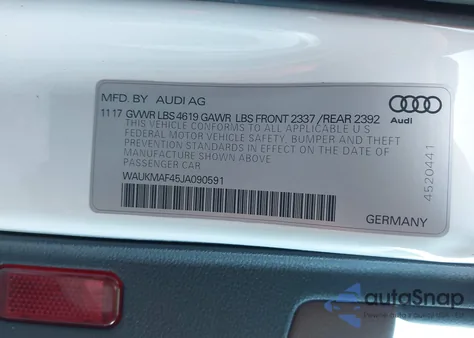 MFD. BY AUDI AG
11 17 GVWR LBS 4619 GAWR LBS FRONT 2337 / REAR 2392
THIS VEHICLE CONFORMS TO ALL APPLICABLE U S
FEDERAL MOTOR VEHICLE SAFETY, BUMPER AND THEFT
PREVENTION STANDARDS IN EFFECT ON THE DATE OF
MANUFACTURE SHOWN ABOVE.
PASSENGER CAR
WAUKMAF45JA090591
Audi
4520441
GERMANY
autoSnap